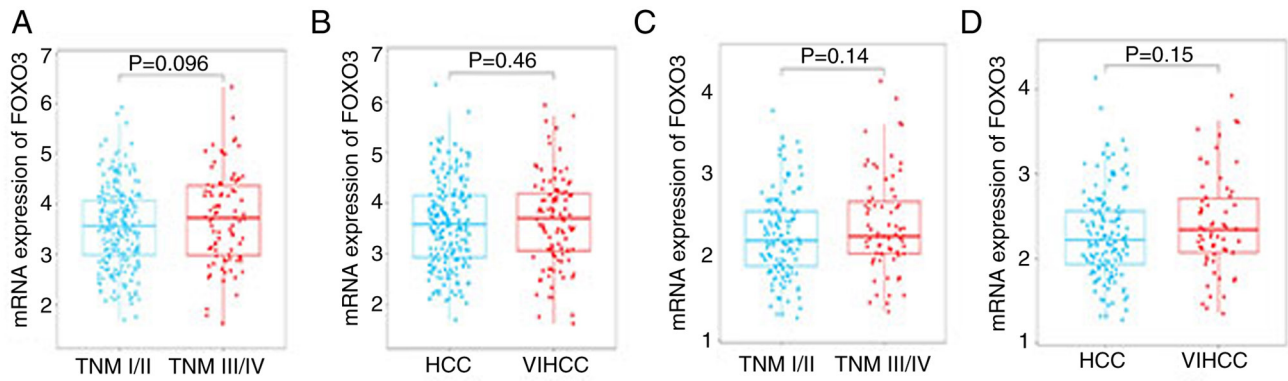 A
mRNA expression of FOXO3
7
6
5
4
3
2
P=0.096
TNM I/II TNM III/IV
B
mRNA expression of FOXO3
7
6
5
4
3
2
P=0.46
HCC VIHCC
C
mRNA expression of FOXO3
4
3
2
1
P=0.14
TNM I/II TNM III/IV
D
mRNA expression of FOXO3
4
3
2
1
P=0.15
HCC VIHCC